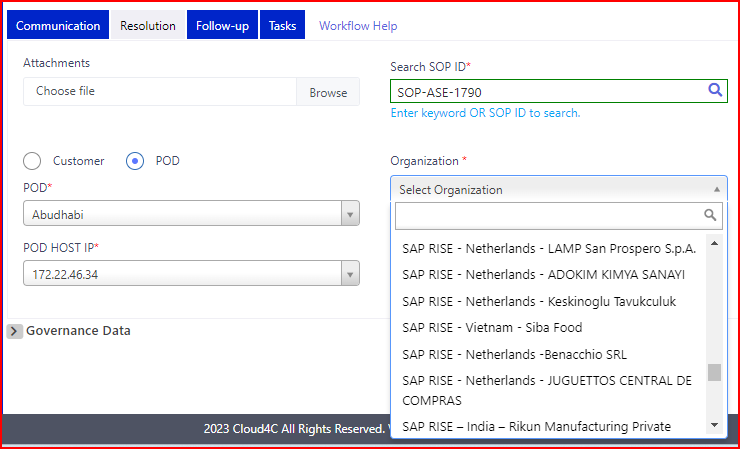 Communication Resolution Follow-up Tasks Workflow Help
Attachments
Choose file Browse
Search SOP ID*
SOP-ASE-1790
Enter keyword OR SOP ID to search.
Customer POD
POD*
Abudhabi
POD HOST IP*
172.22.46.34
Organization *
Select Organization
SAP RISE - Netherlands - LAMP San Prospero S.p.A.
SAP RISE - Netherlands - ADOKIM KIMYA SANAYI
SAP RISE - Netherlands - Keskinoglu Tavukculuk
SAP RISE - Vietnam - Siba Food
SAP RISE - Netherlands -Benacchio SRL
SAP RISE - Netherlands - JUGUETTOS CENTRAL DE
COMPRAS
SAP RISE – India – Rikun Manufacturing Private
Governance Data
2023 Cloud4C All Rights Reserved.